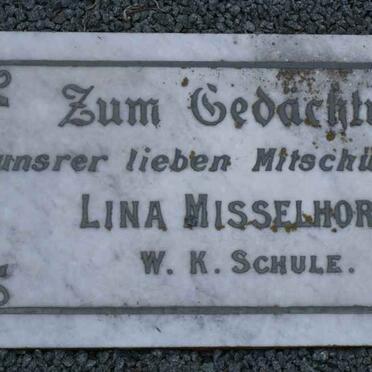 Zum Gedächtn
unsrer lieben Mitschü
LINA MISSELHOR
W. K. SCHULE.